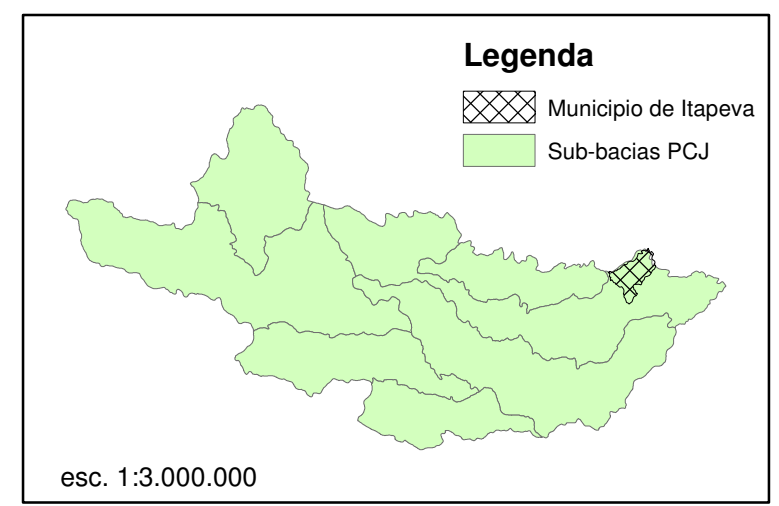 Legenda
Municipio de Itapeva
Sub-bacias PCJ
esc. 1:3.000.000